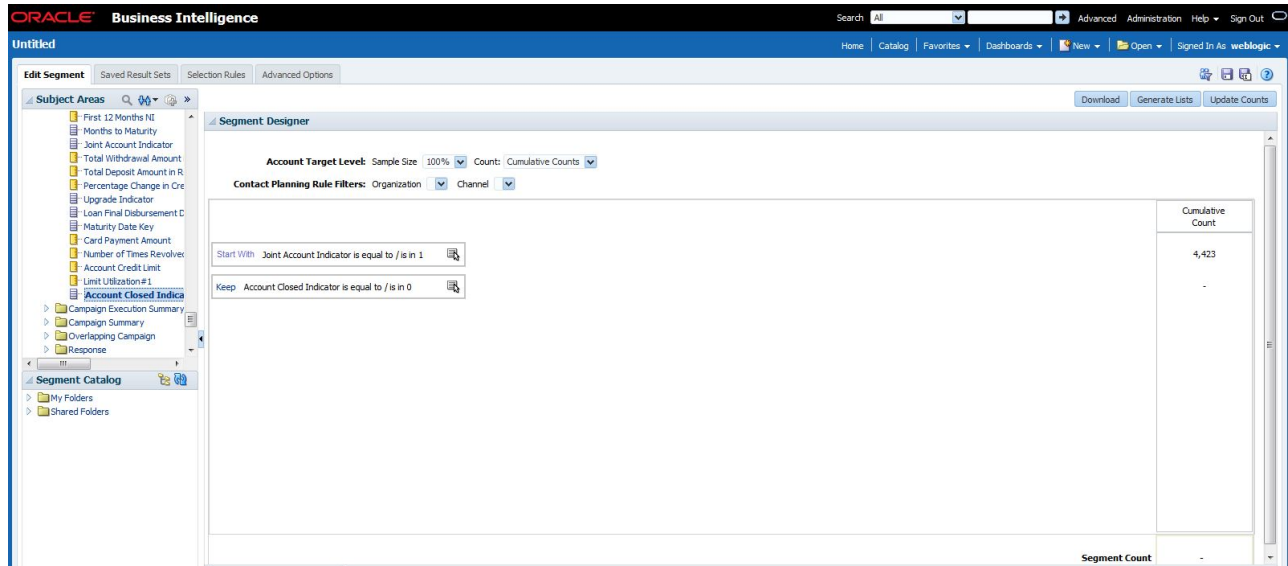 ORACLE Business Intelligence
Search All Advanced Administration Help Sign Out
Untitled
Home Catalog Favorites Dashboards New Open Signed In As weblogic
Edit Segment Saved Result Sets Selection Rules Advanced Options
Subject Areas
Download Generate Lists Update Counts
First 12 Months NI
Months to Maturity
Joint Account Indicator
Total Withdrawal Amount
Total Deposit Amount in R
Percentage Change in Cre
Upgrade Indicator
Loan Final Disbursement D
Maturity Date Key
Card Payment Amount
Number of Times Revolved
Account Credit Limit
Limit Utilization#1
Account Closed Indica
Campaign Execution Summary
Campaign Summary
Overlapping Campaign
Response
Segment Catalog
My Folders
Shared Folders
Segment Designer
Account Target Level: Sample Size 100% Count: Cumulative Counts
Contact Planning Rule Filters: Organization Channel
Cumulative
Count
Start With Joint Account Indicator is equal to / is in 1
4,423
Keep Account Closed Indicator is equal to / is in 0
-
Segment Count -